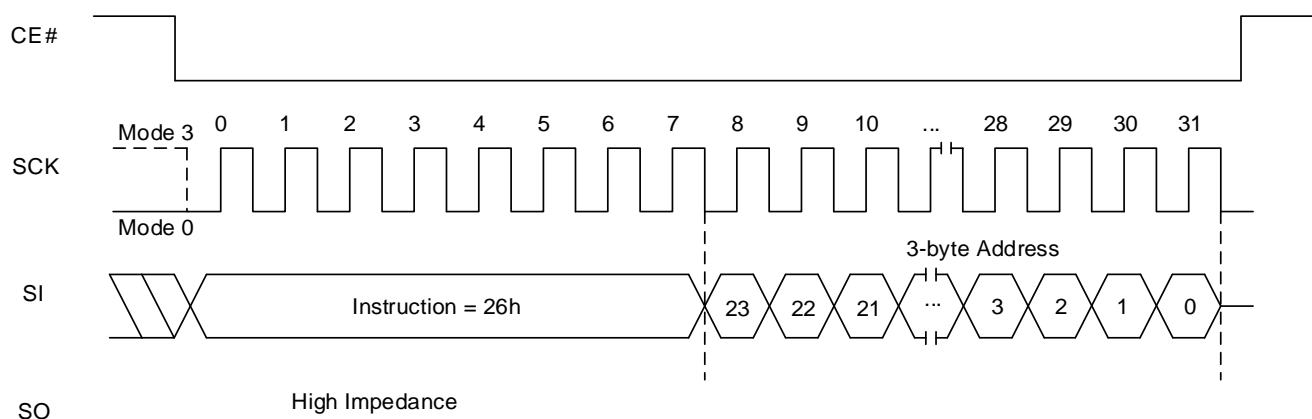 CE#
0 1 2 3 4 5 6 7 8 9 10 ... 28 29 30 31
Mode 3
SCK
Mode 0
3-byte Address
SI
Instruction = 26h 23 22 21 ... 3 2 1 0
High Impedance
SO